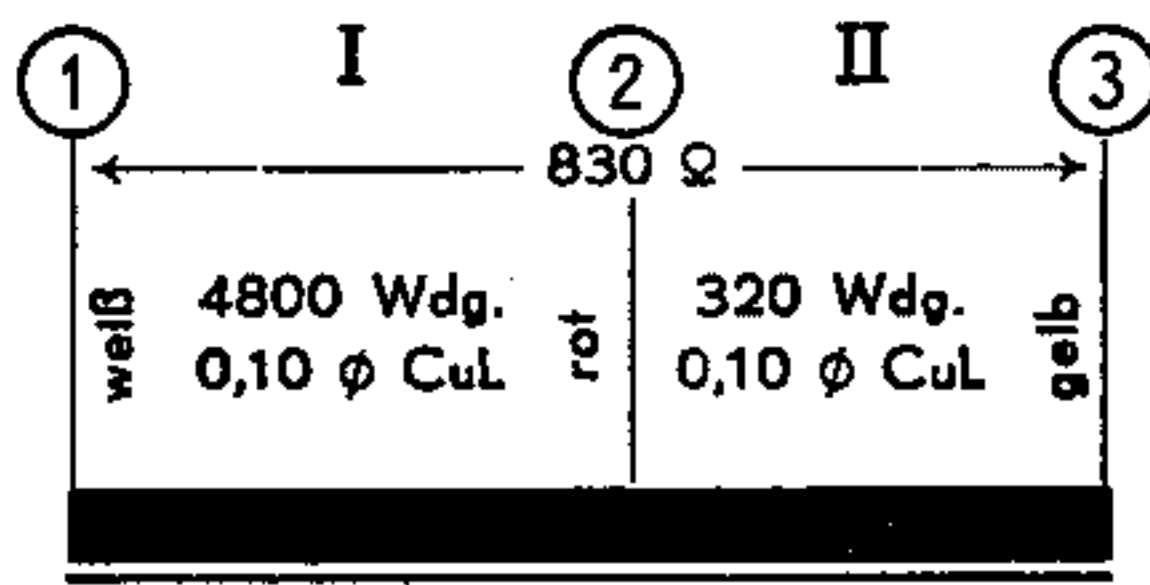 1 I 2 II 3
830 Ω
weiß
4800 Wdg.
0,10 ϕ CuL
rot
320 Wdg.
0,10 ϕ CuL
gelb